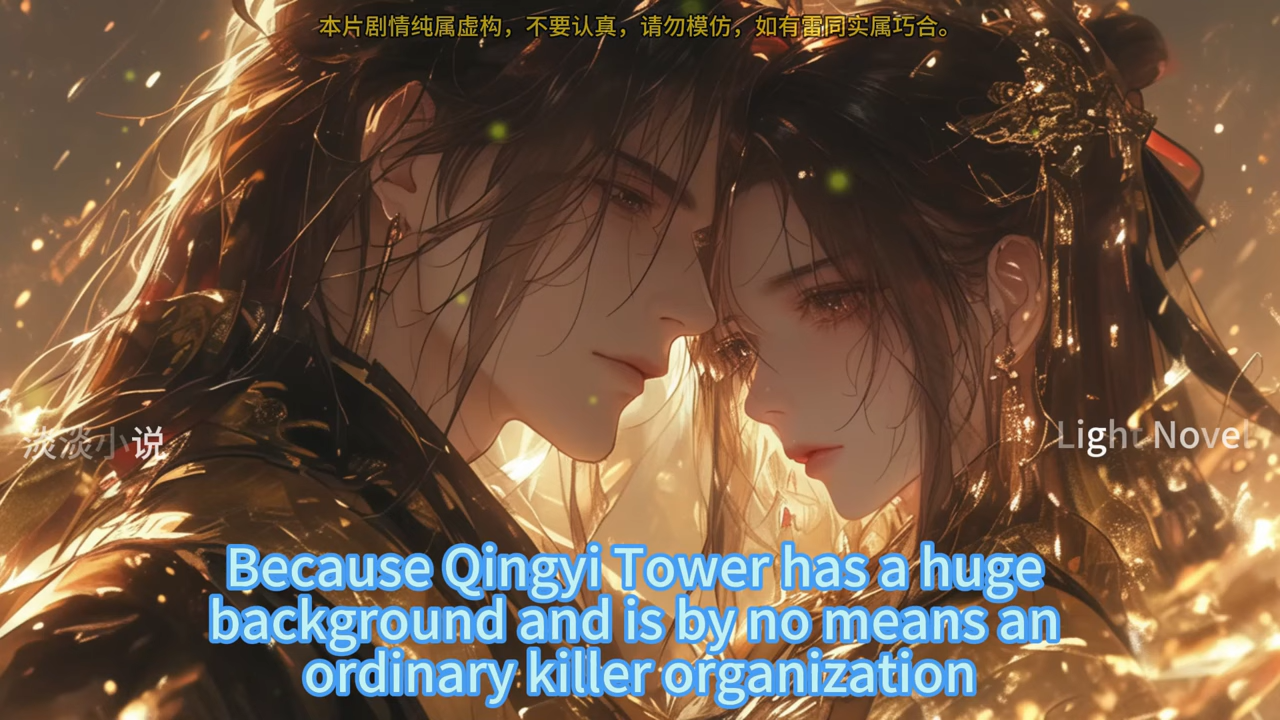 本片剧情纯属虚构，不要认真，请勿模仿，如有雷同实属巧合。
淡淡小说
Light Novel
Because Qingyi Tower has a huge
background and is by no means an
ordinary killer organization